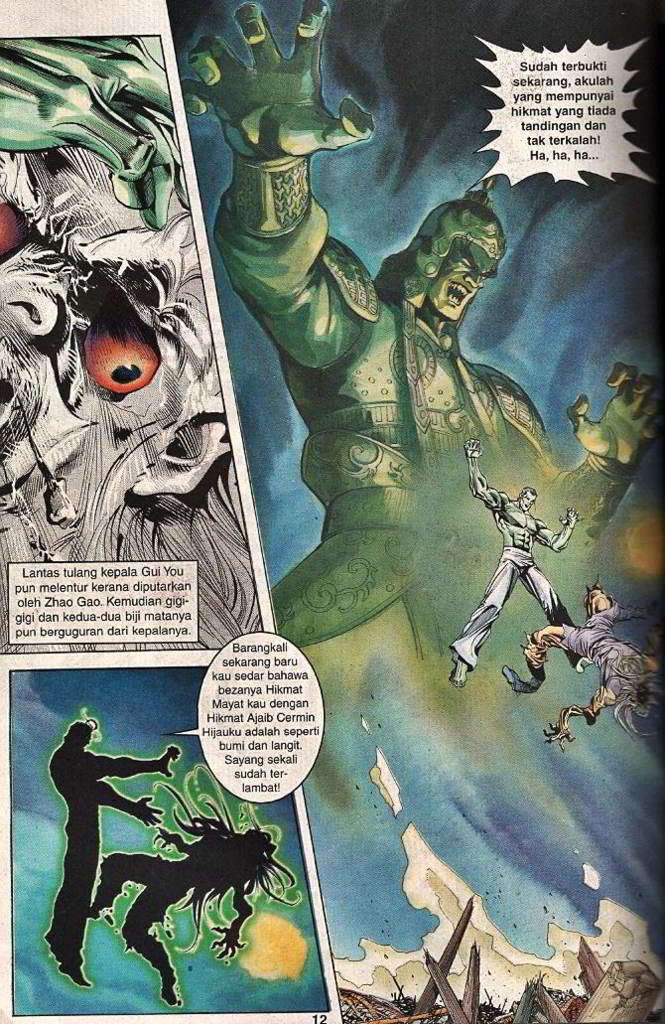 Lantas tulang kepala Gui You
pun melentur kerana diputarkan
oleh Zhao Gao. Kemudian gigi-
gigi dan kedua-dua biji matanya
pun berguguran dari kepalanya.
Barangkali
sekarang baru
kau sedar bahawa
bezanya Hikmat
Mayat kau dengan
Hikmat Ajaib Cermin
Hijauku adalah seperti
bumi dan langit.
Sayang sekali
sudah ter-
lambat!
Sudah terbukti
sekarang, akulah
yang mempunyai
hikmat yang tiada
tandingan dan
tak terkalah!
Ha, ha, ha...
12